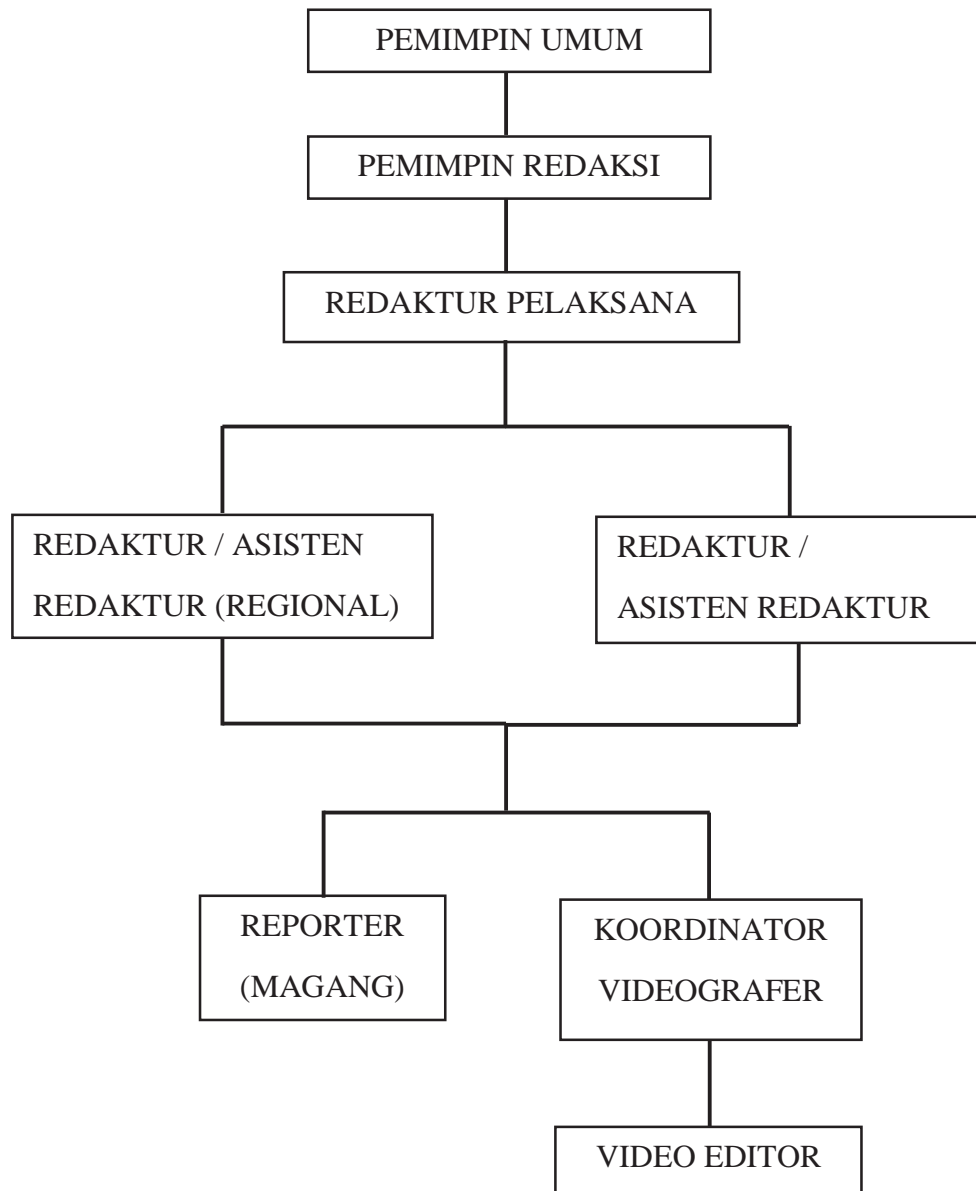 PEMIMPIN UMUM
PEMIMPIN REDAKSI
REDAKTUR PELAKSANA
REDAKTUR / ASISTEN
REDAKTUR (REGIONAL)
REDAKTUR /
ASISTEN REDAKTUR
REPORTER
(MAGANG)
KOORDINATOR
VIDEOGRAFER
VIDEO EDITOR